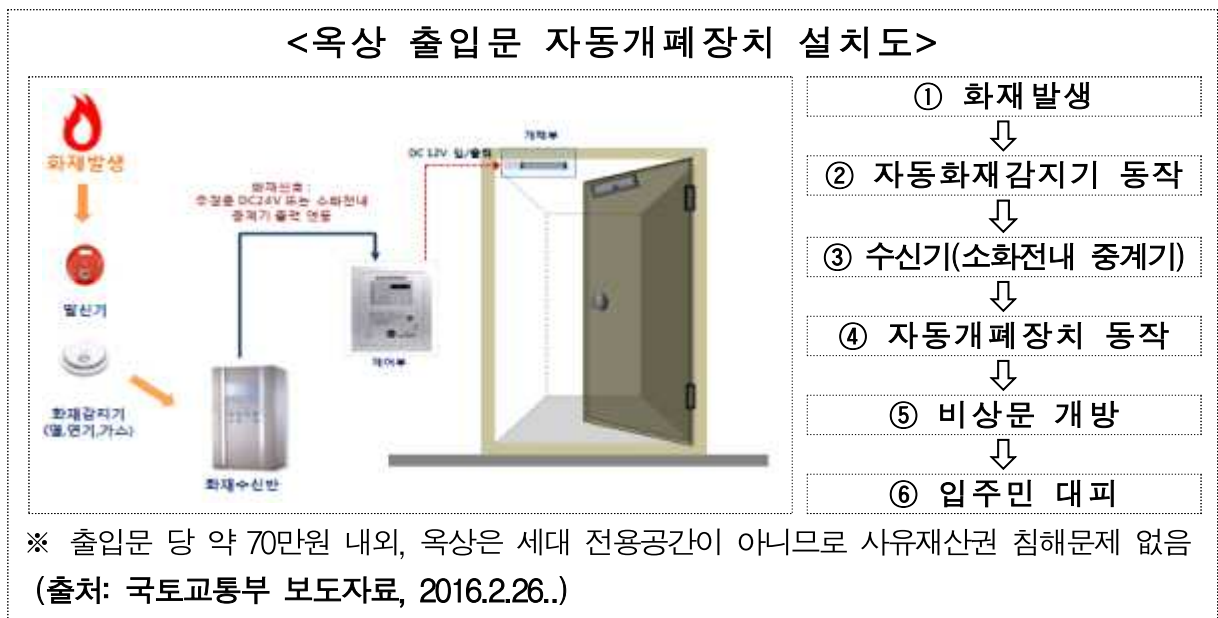 <옥상 출입문 자동개폐장치 설치도>
화재발생
발신기
화재감지기
(열,연기,가스)
화재수신반
화재신호 :
수정용 DC24V 또는 소화전내
중계기 출력 연동
제어부
DC 12V 입/출력
개폐부
① 화재발생
⇩
② 자동화재감지기 동작
⇩
③ 수신기(소화전내 중계기)
⇩
④ 자동개폐장치 동작
⇩
⑤ 비상문 개방
⇩
⑥ 입주민 대피
※ 출입문 당 약 70만원 내외, 옥상은 세대 전용공간이 아니므로 사유재산권 침해문제 없음
(출처: 국토교통부 보도자료, 2016.2.26..)